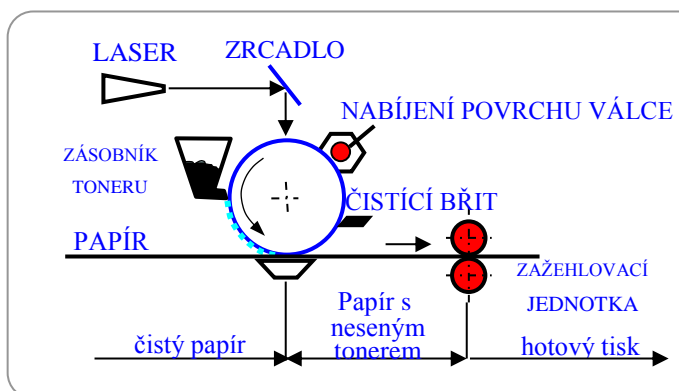 LASER
ZRCADLO
NABÍJENÍ POVRCHU VÁLCE
ZÁSOBNÍK
TONERU
ČISTÍCÍ BŘIT
PAPÍR
ZAŽEHLOVACÍ
JEDNOTKA
Papír s
neseným
tonerem
čistý papír
hotový tisk